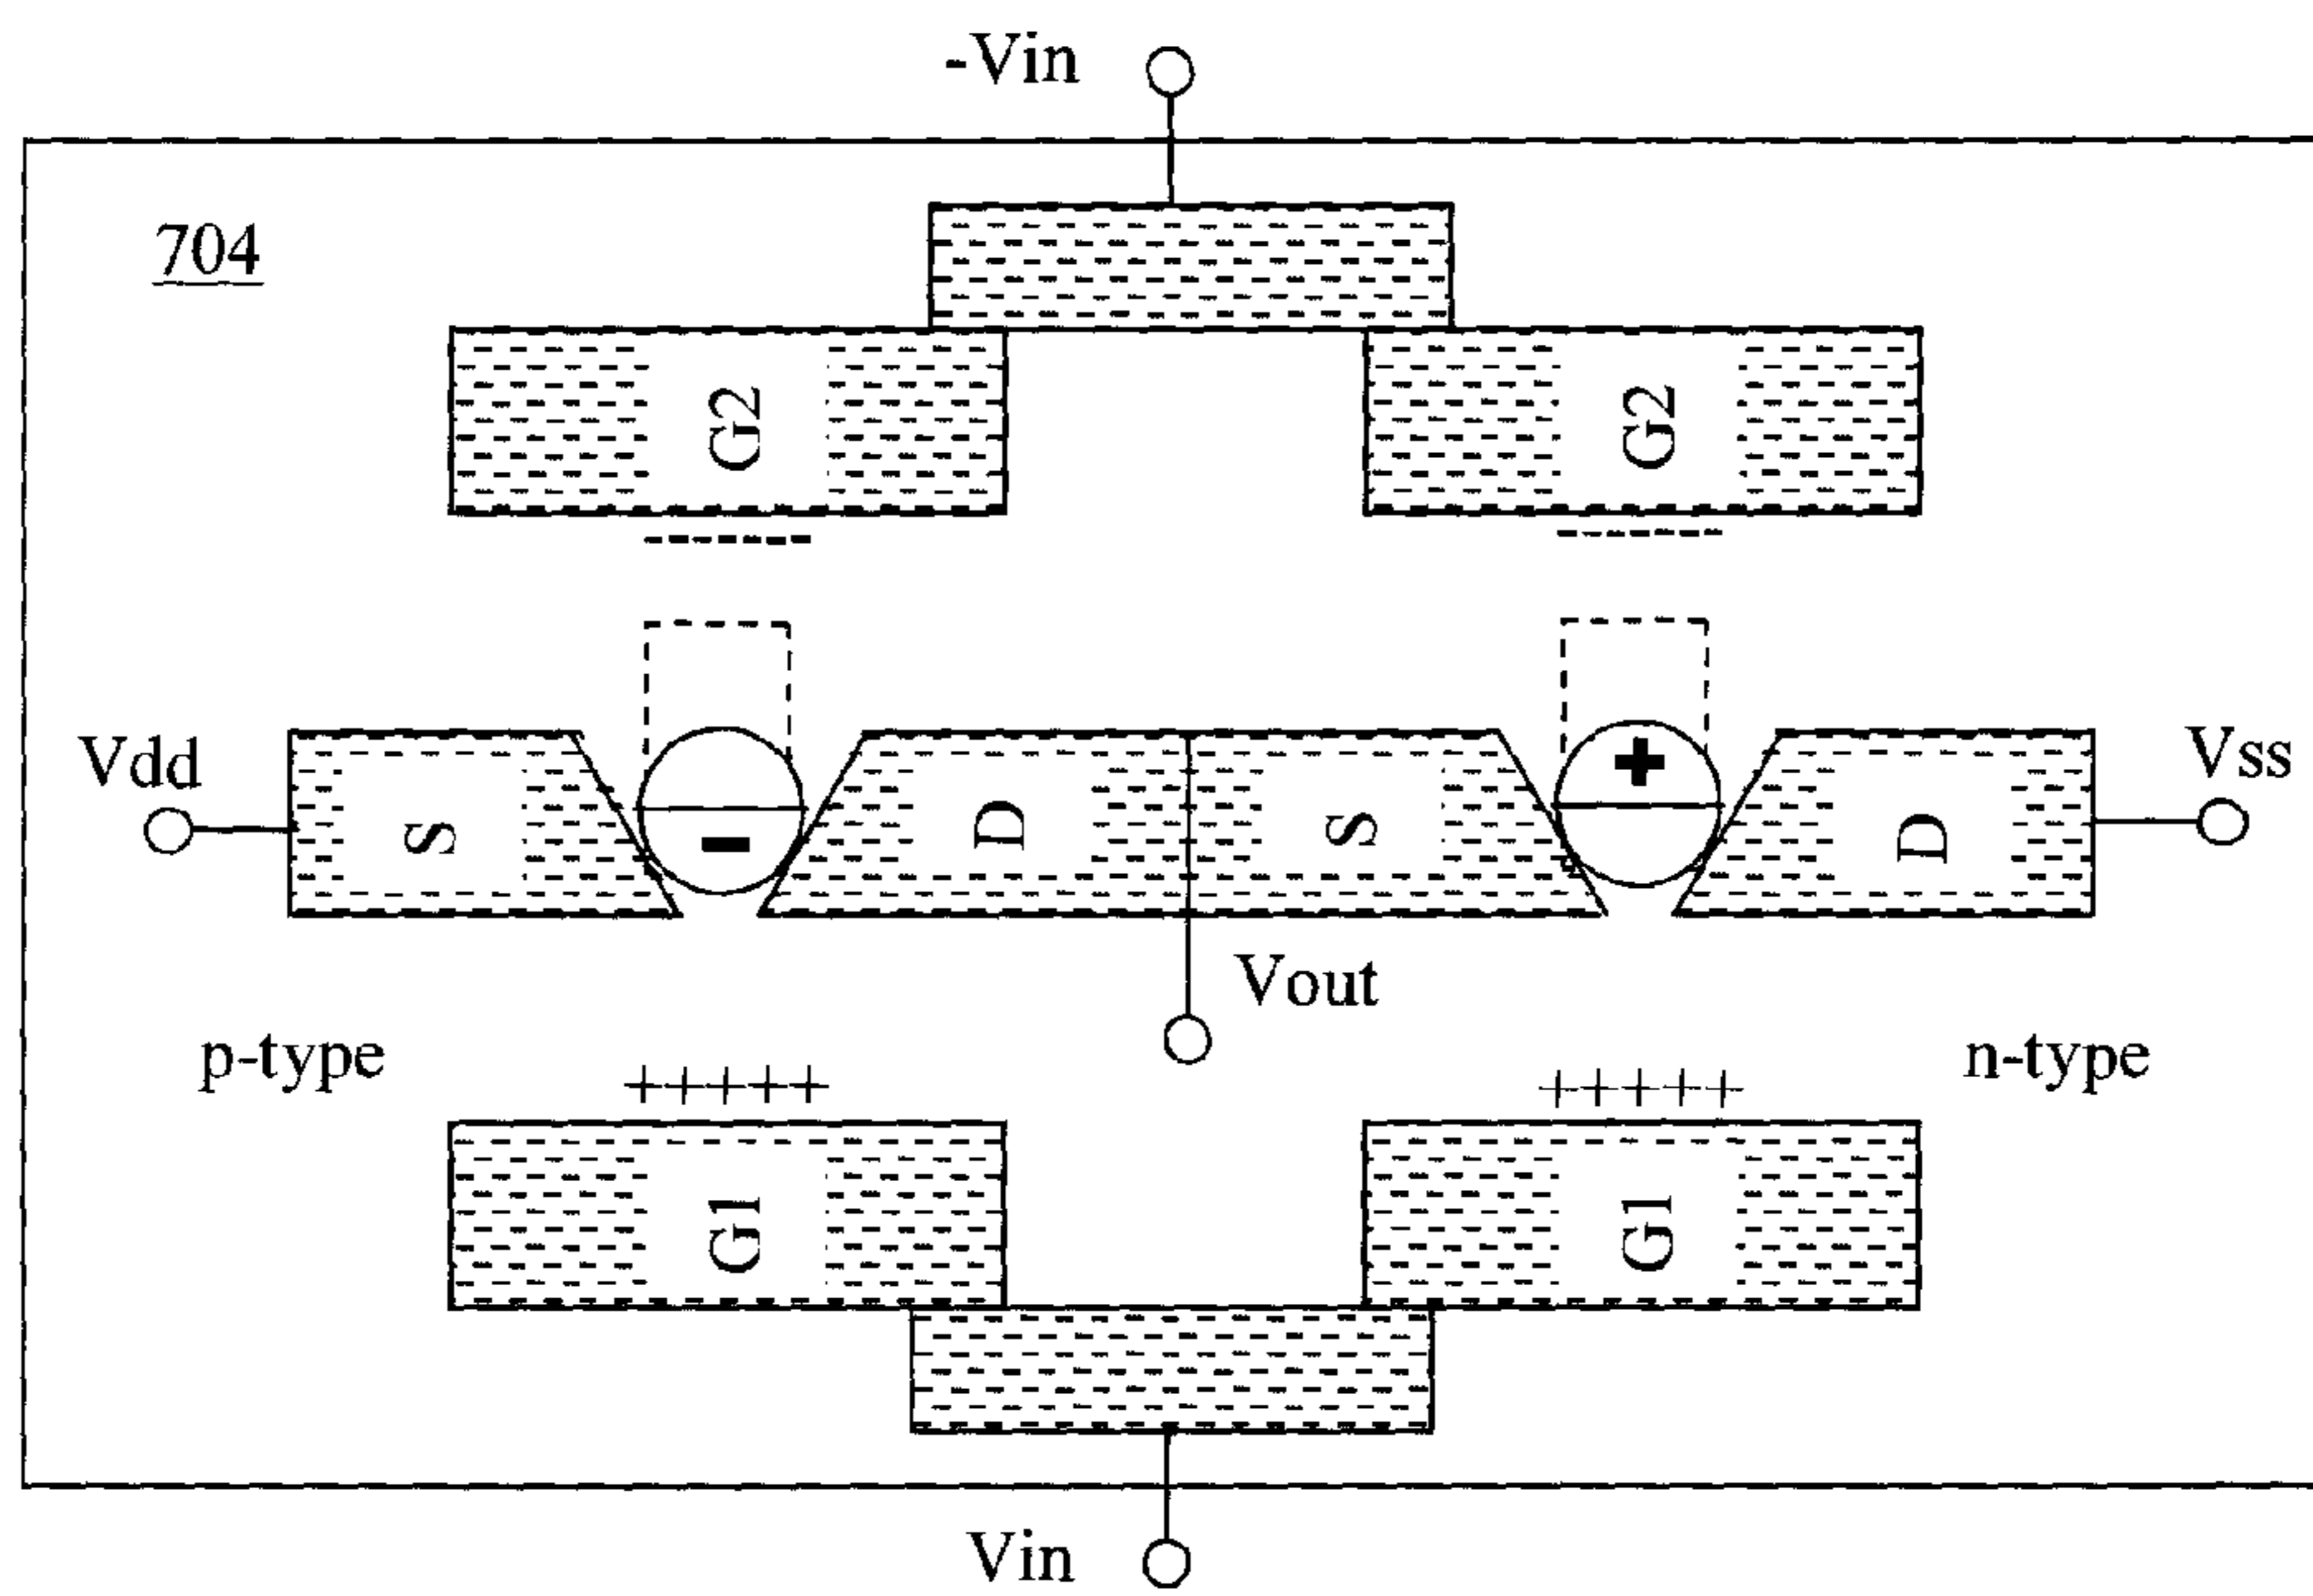 -Vin
704
G2 G2
Vdd S - D S + D Vss
Vout
p-type n-type
+++++ +++++
G1 G1
Vin